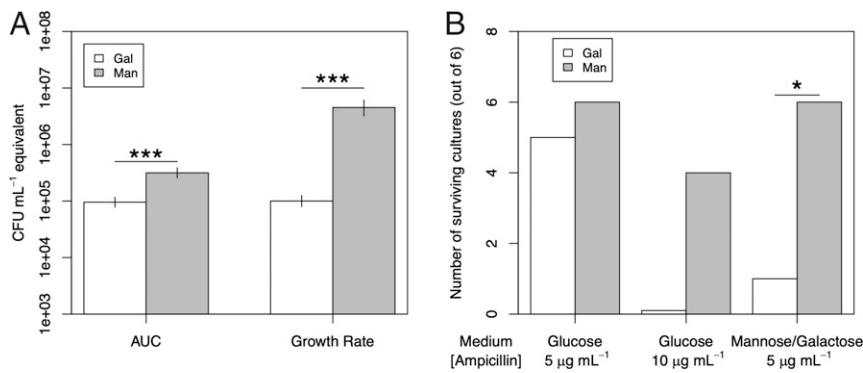 A
CFU mL⁻¹ equivalent
1e+08
1e+07
1e+06
1e+05
1e+04
1e+03
Gal
Man
***
***
AUC
Growth Rate
B
Number of surviving cultures (out of 6)
8
6
4
2
0
Gal
Man
*
Medium
Glucose
Glucose
Mannose/Galactose
[Ampicillin]
5 μg mL⁻¹
10 μg mL⁻¹
5 μg mL⁻¹